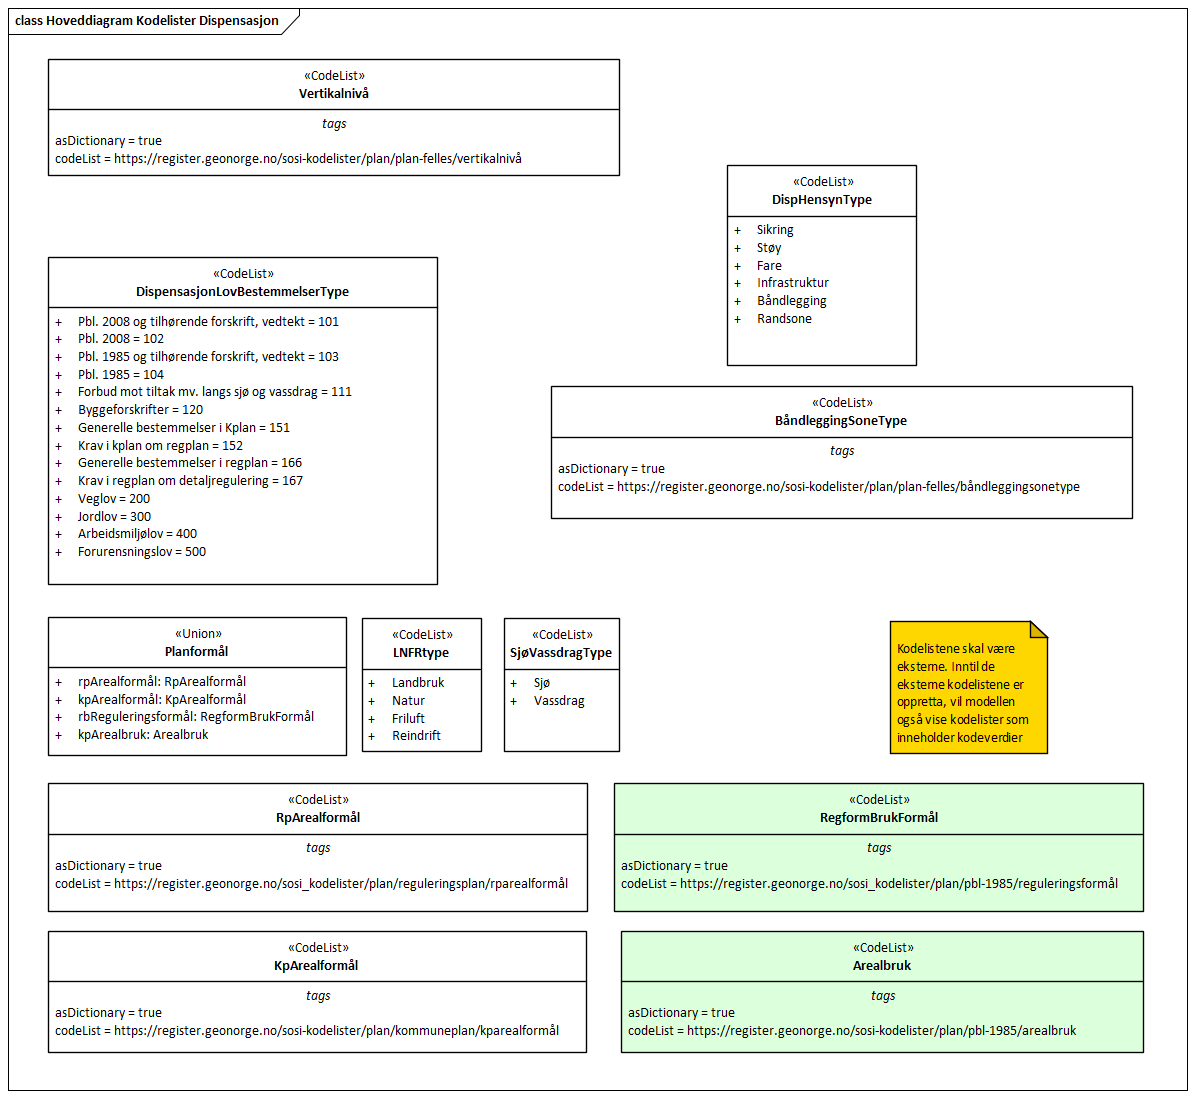 class Hoveddiagram Kodelister Dispensasjon
«CodeList»
Vertikalnivå
tags
asDictionary = true
codeList = https://register.geonorge.no/sosi-kodelister/plan/plan-felles/vertikalnivå
«CodeList»
DispHensynType
+ Sikring
+ Støy
+ Fare
+ Infrastruktur
+ Båndlegging
+ Randsone
«CodeList»
DispensasjonLovBestemmelserType
+ Pbl. 2008 og tilhørende forskrift, vedtekt = 101
+ Pbl. 2008 = 102
+ Pbl. 1985 og tilhørende forskrift, vedtekt = 103
+ Pbl. 1985 = 104
+ Forbud mot tiltak mv. langs sjø og vassdrag = 111
+ Byggeforskrifter = 120
+ Generelle bestemmelser i Kplan = 151
+ Krav i kplan om regplan = 152
+ Generelle bestemmelser i regplan = 166
+ Krav i regplan om detaljregulering = 167
+ Veglov = 200
+ Jordlov = 300
+ Arbeidsmiljølov = 400
+ Forurensningslov = 500
«CodeList»
BåndleggingSoneType
tags
asDictionary = true
codeList = https://register.geonorge.no/sosi-kodelister/plan/plan-felles/båndleggingsonetype
«Union»
Planformål
+ rpArealformål: RpArealformål
+ kpArealformål: KpArealformål
+ rbReguleringsformål: RegformBrukFormål
+ kpArealbruk: Arealbruk
«CodeList»
LNFRtype
+ Landbruk
+ Natur
+ Friluft
+ Reindrift
«CodeList»
SjøVassdragType
+ Sjø
+ Vassdrag
Kodelistene skal være
eksterne. Inntil de
eksterne kodelistene er
oppretta, vil modellen
også vise kodelister som
inneholder kodeverdier
«CodeList»
RpArealformål
tags
asDictionary = true
codeList = https://register.geonorge.no/sosi_kodelister/plan/reguleringsplan/rparealformål
«CodeList»
RegformBrukFormål
tags
asDictionary = true
codeList = https://register.geonorge.no/sosi_kodelister/plan/pbl-1985/reguleringsformål
«CodeList»
KpArealformål
tags
asDictionary = true
codeList = https://register.geonorge.no/sosi-kodelister/plan/kommuneplan/kparealformål
«CodeList»
Arealbruk
tags
asDictionary = true
codeList = https://register.geonorge.no/sosi-kodelister/plan/pbl-1985/arealbruk